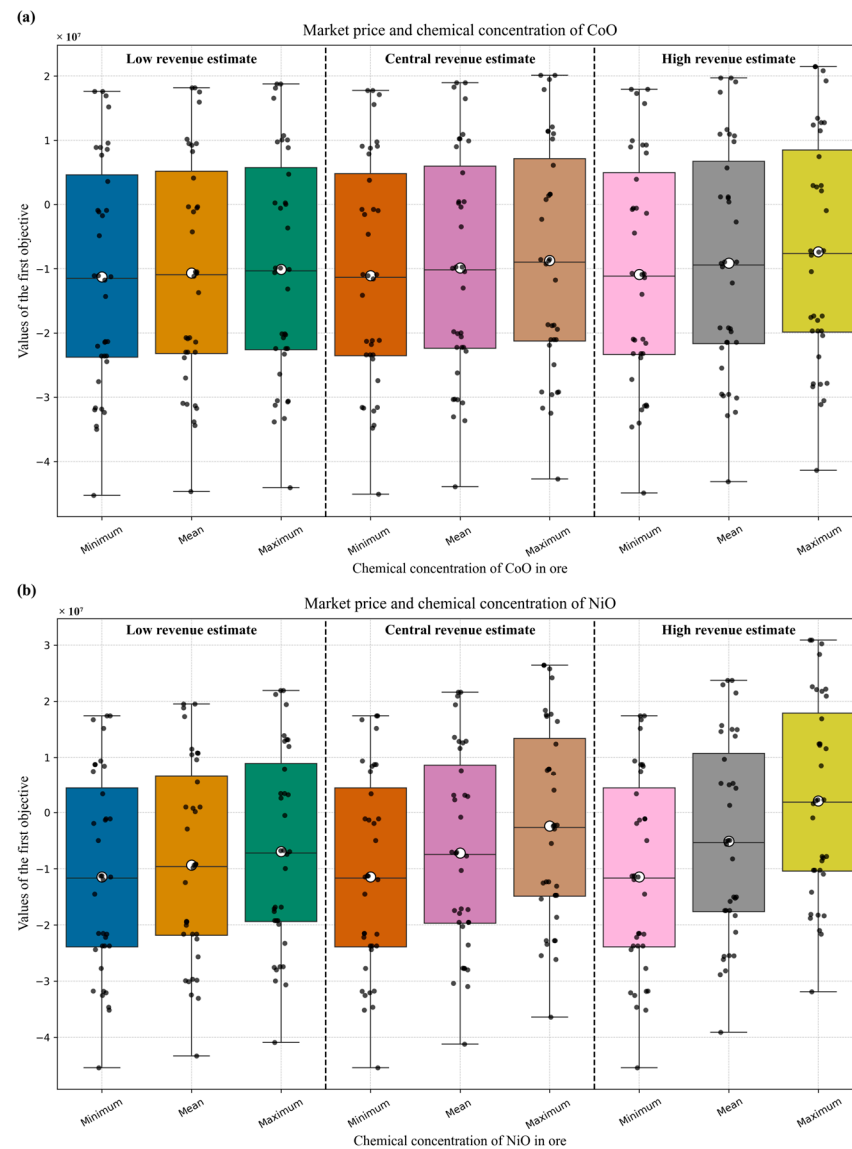 (a)
Market price and chemical concentration of CoO
× 10⁷
Low revenue estimate Central revenue estimate High revenue estimate
2
1
0
−1
−2
−3
−4
Values of the first objective
Minimum Mean Maximum Minimum Mean Maximum Minimum Mean Maximum
Chemical concentration of CoO in ore
(b)
Market price and chemical concentration of NiO
× 10⁷
Low revenue estimate Central revenue estimate High revenue estimate
3
2
1
0
−1
−2
−3
−4
Values of the first objective
Minimum Mean Maximum Minimum Mean Maximum Minimum Mean Maximum
Chemical concentration of NiO in ore